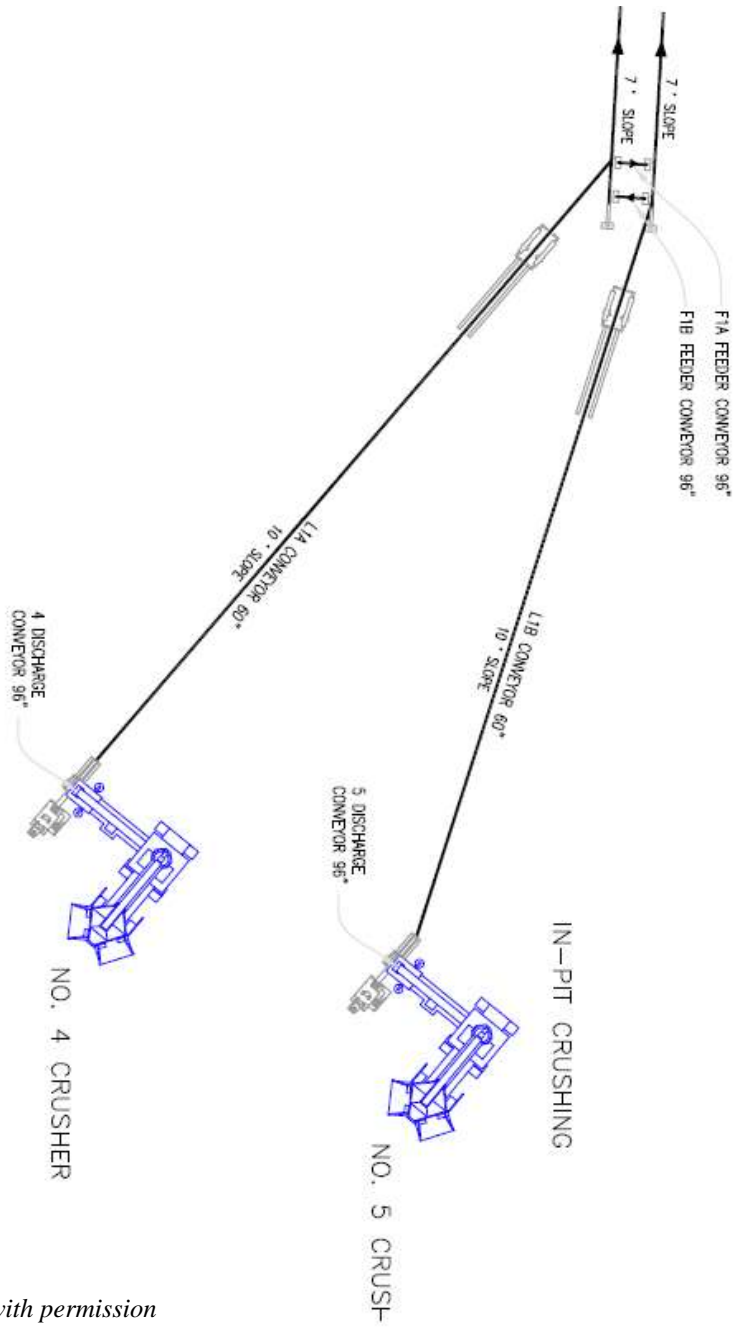 7 ° SLOPE
7 ° SLOPE
F1A FEEDER CONVEYOR 96"
F1B FEEDER CONVEYOR 96"
L1A CONVEYOR 60"
10 ° SLOPE
L1B CONVEYOR 60"
10 ° SLOPE
4 DISCHARGE
CONVEYOR 96"
5 DISCHARGE
CONVEYOR 96"
IN-PIT CRUSHING
NO. 4 CRUSHER
NO. 5 CRUSH
with permission